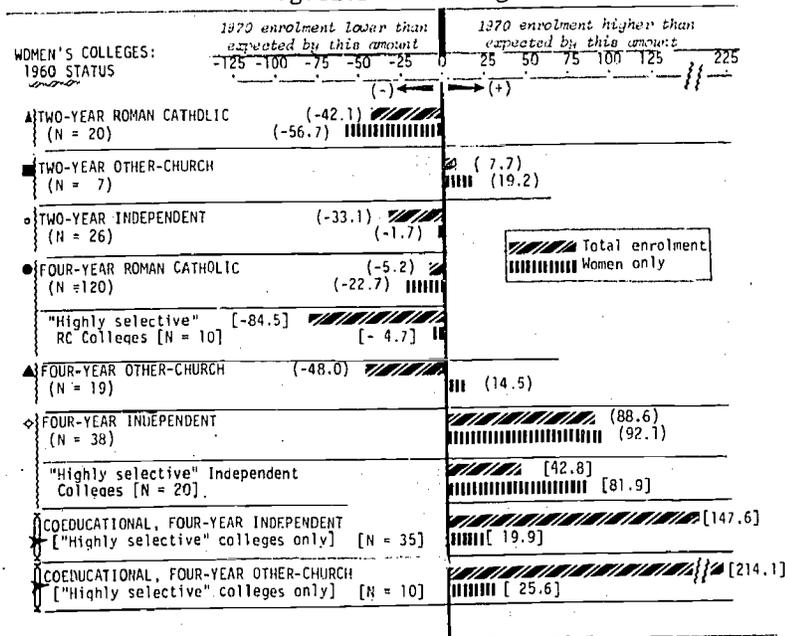 1970 enrolment lower than
expected by this amount
1970 enrolment higher than
expected by this amount
WOMEN'S COLLEGES:
1960 STATUS
-125 -100 -75 -50 -25 0 25 50 75 100 125 225
(-) (+)
TWO-YEAR ROMAN CATHOLIC (-42.1)
(N = 20) (-56.7)
TWO-YEAR OTHER-CHURCH ( 7.7)
(N = 7) (19.2)
TWO-YEAR INDEPENDENT (-33.1)
(N = 26) (-1.7)
Total enrolment
Women only
FOUR-YEAR ROMAN CATHOLIC (-5.2)
(N =120) (-22.7)
"Highly selective" [-84.5]
RC Colleges [N = 10] [- 4.7]
FOUR-YEAR OTHER-CHURCH (-48.0)
(N = 19) (14.5)
FOUR-YEAR INDEPENDENT (88.6)
(N = 38) (92.1)
"Highly selective" Independent [42.8]
Colleges [N = 20]. [81.9]
COEDUCATIONAL, FOUR-YEAR INDEPENDENT [147.6]
["Highly selective" colleges only] [N = 35] [ 19.9]
COEDUCATIONAL, FOUR-YEAR OTHER-CHURCH [214.1]
["Highly selective" colleges only] [N = 10] [ 25.6]